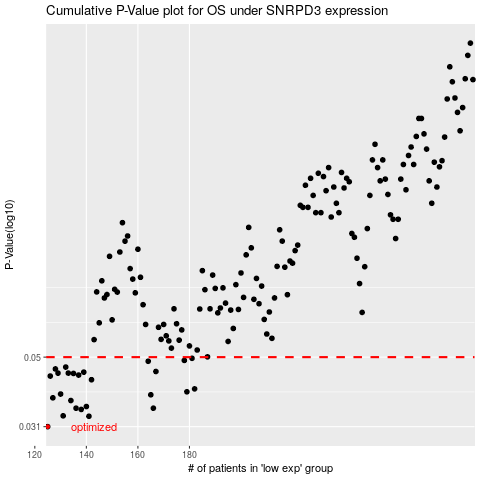 Cumulative P-Value plot for OS under SNRPD3 expression
P-Value(log10)
0.05
0.031
optimized
120 140 160 180
# of patients in 'low exp' group